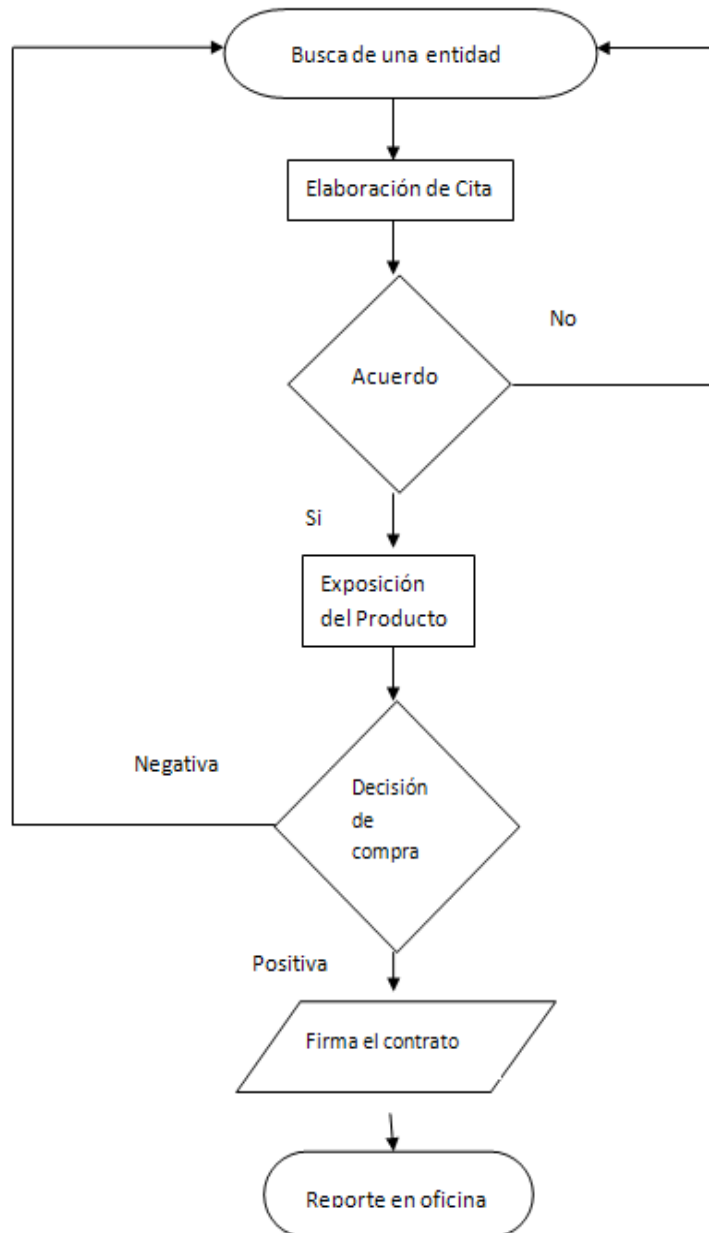 Busca de una entidad
Elaboración de Cita
No
Acuerdo
Si
Exposición
del Producto
Negativa
Decisión
de
compra
Positiva
Firma el contrato
Reporte en oficina